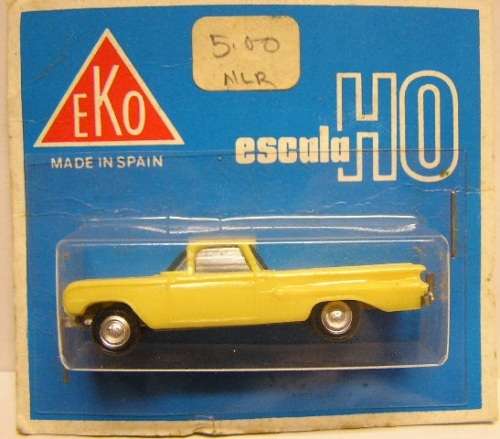 5.00
NLR
EKO
MADE IN SPAIN
escala HO